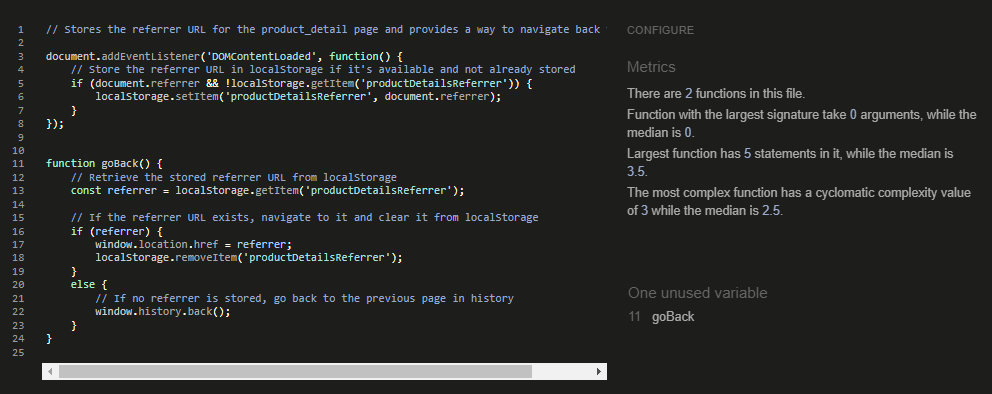 1 // Stores the referrer URL for the product_detail page and provides a way to navigate back
2
3 document.addEventListener('DOMContentLoaded', function() {
4     // Store the referrer URL in localStorage if it's available and not already stored
5     if (document.referrer && !localStorage.getItem('productDetailsReferrer')) {
6         localStorage.setItem('productDetailsReferrer', document.referrer);
7     }
8 });
9
10
11 function goBack() {
12     // Retrieve the stored referrer URL from localStorage
13     const referrer = localStorage.getItem('productDetailsReferrer');
14
15     // If the referrer URL exists, navigate to it and clear it from localStorage
16     if (referrer) {
17         window.location.href = referrer;
18         localStorage.removeItem('productDetailsReferrer');
19     }
20     else {
21         // If no referrer is stored, go back to the previous page in history
22         window.history.back();
23     }
24 }
25
CONFIGURE
Metrics
There are 2 functions in this file.
Function with the largest signature take 0 arguments, while the
median is 0.
Largest function has 5 statements in it, while the median is
3.5.
The most complex function has a cyclomatic complexity value
of 3 while the median is 2.5.
One unused variable
11 goBack